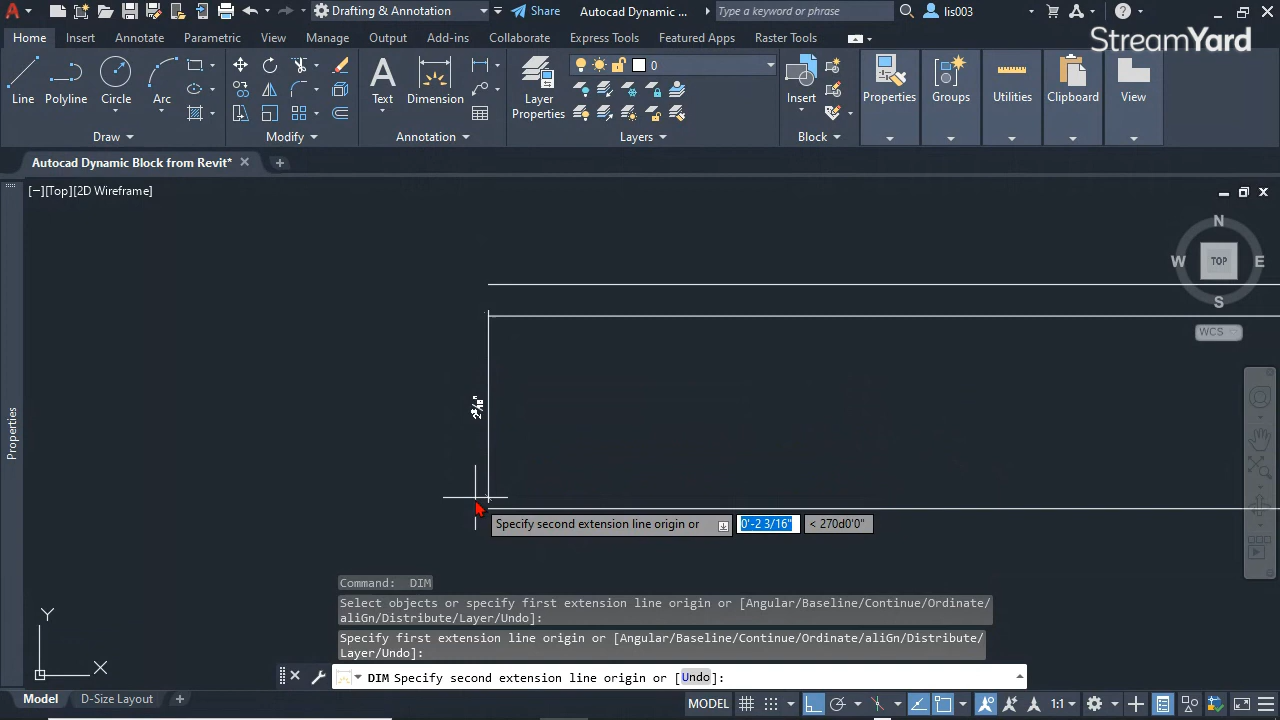 Drafting & Annotation
Share
Autocad Dynamic ...
Type a keyword or phrase
lis003
StreamYard
Home Insert Annotate Parametric View Manage Output Add-ins Collaborate Express Tools Featured Apps Raster Tools
0
Line Polyline Circle Arc Text Dimension Layer Properties Insert Properties Groups Utilities Clipboard View
Draw Modify Annotation Layers Block
Autocad Dynamic Block from Revit*
[−][Top][2D Wireframe]
N
W TOP E
S
WCS
Properties
Specify second extension line origin or 0'-2 3/16" < 270d0'0"
Command: DIM
Select objects or specify first extension line origin or [Angular/Baseline/Continue/Ordinate/
aliGn/Distribute/Layer/Undo]:
Specify first extension line origin or [Angular/Baseline/Continue/Ordinate/aliGn/Distribute/
Layer/Undo]:
Y
X
DIM Specify second extension line origin or [Undo]:
Model D-Size Layout
MODEL
1:1